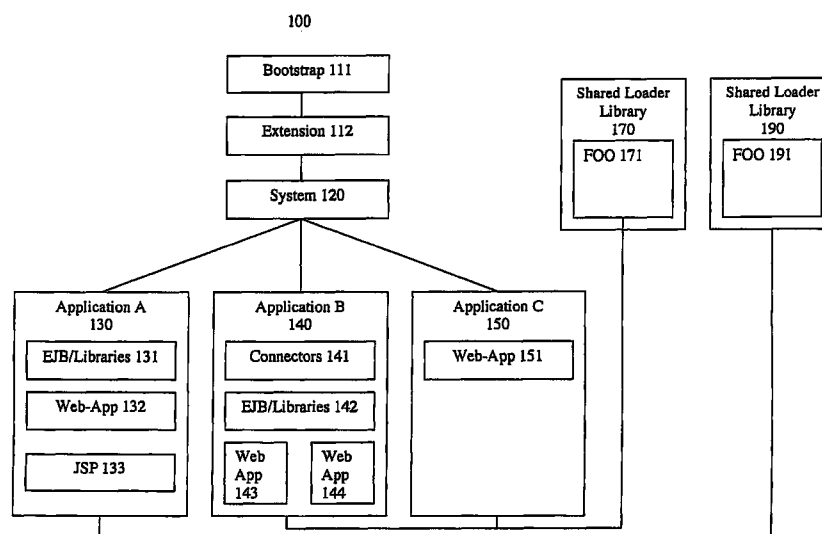 100
Bootstrap 111
Extension 112
System 120
Shared Loader
Library
170
FOO 171
Shared Loader
Library
190
FOO 191
Application A
130
EJB/Libraries 131
Web-App 132
JSP 133
Application B
140
Connectors 141
EJB/Libraries 142
Web
App
143
Web
App
144
Application C
150
Web-App 151